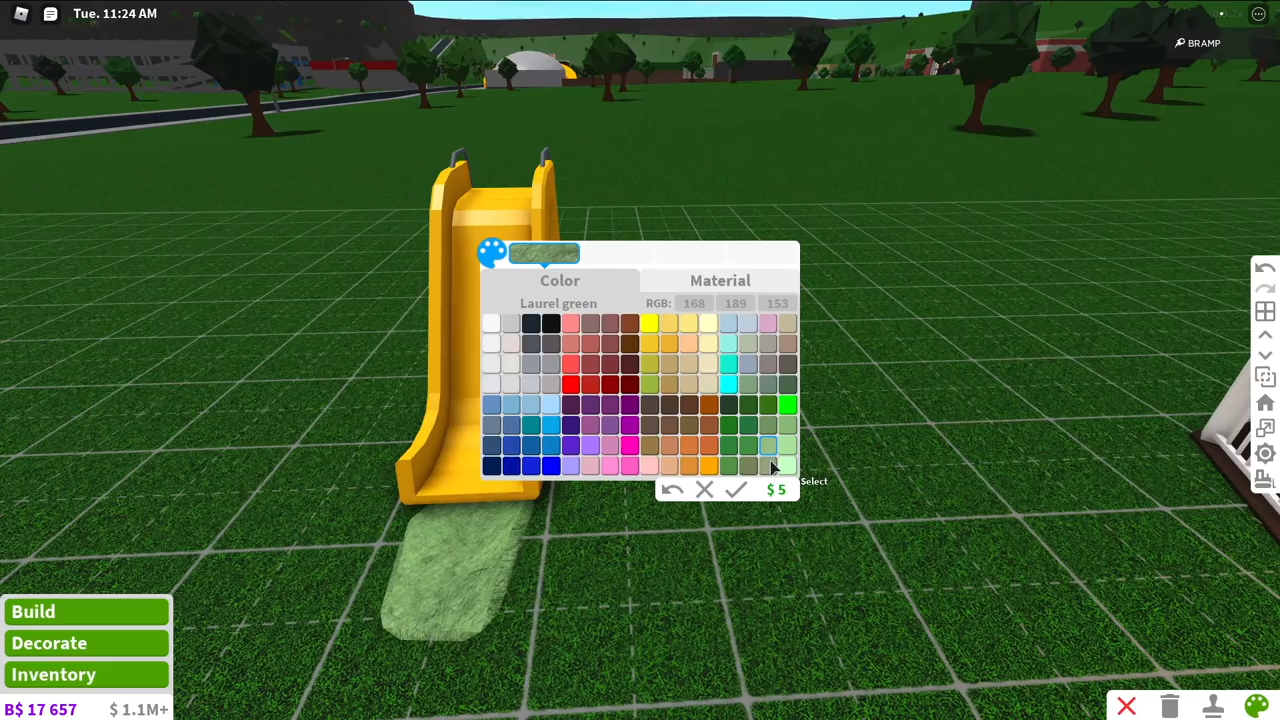 Tue. 11:24 AM
BRAMP
Color
Material
Laurel green
RGB: 168 189 153
$ 5
Select
Build
Decorate
Inventory
B$ 17 657 $ 1.1M+